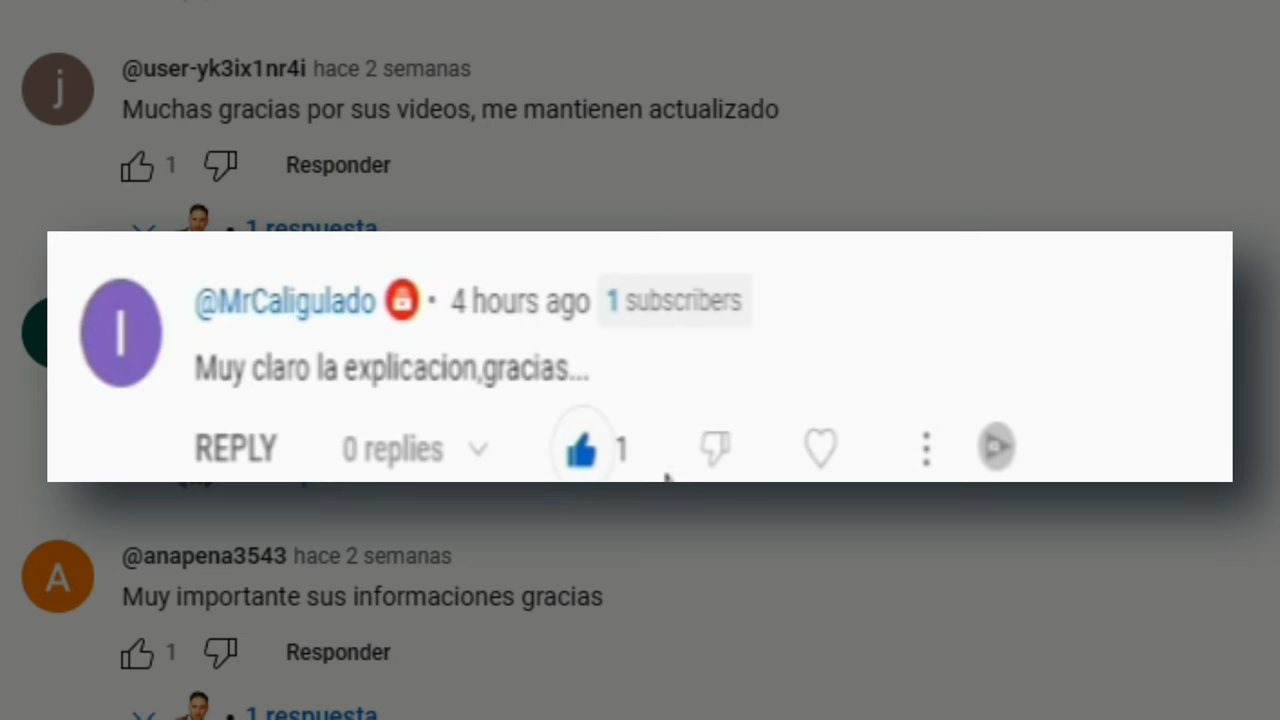 @user-yk3ix1nr4i hace 2 semanas
Muchas gracias por sus videos, me mantienen actualizado
1 Responder
1 respuesta
I
@MrCaligulado • 4 hours ago 1 subscribers
Muy claro la explicacion,gracias...
REPLY 0 replies 1
@anapena3543 hace 2 semanas
A
Muy importante sus informaciones gracias
1 Responder
1 respuesta
j